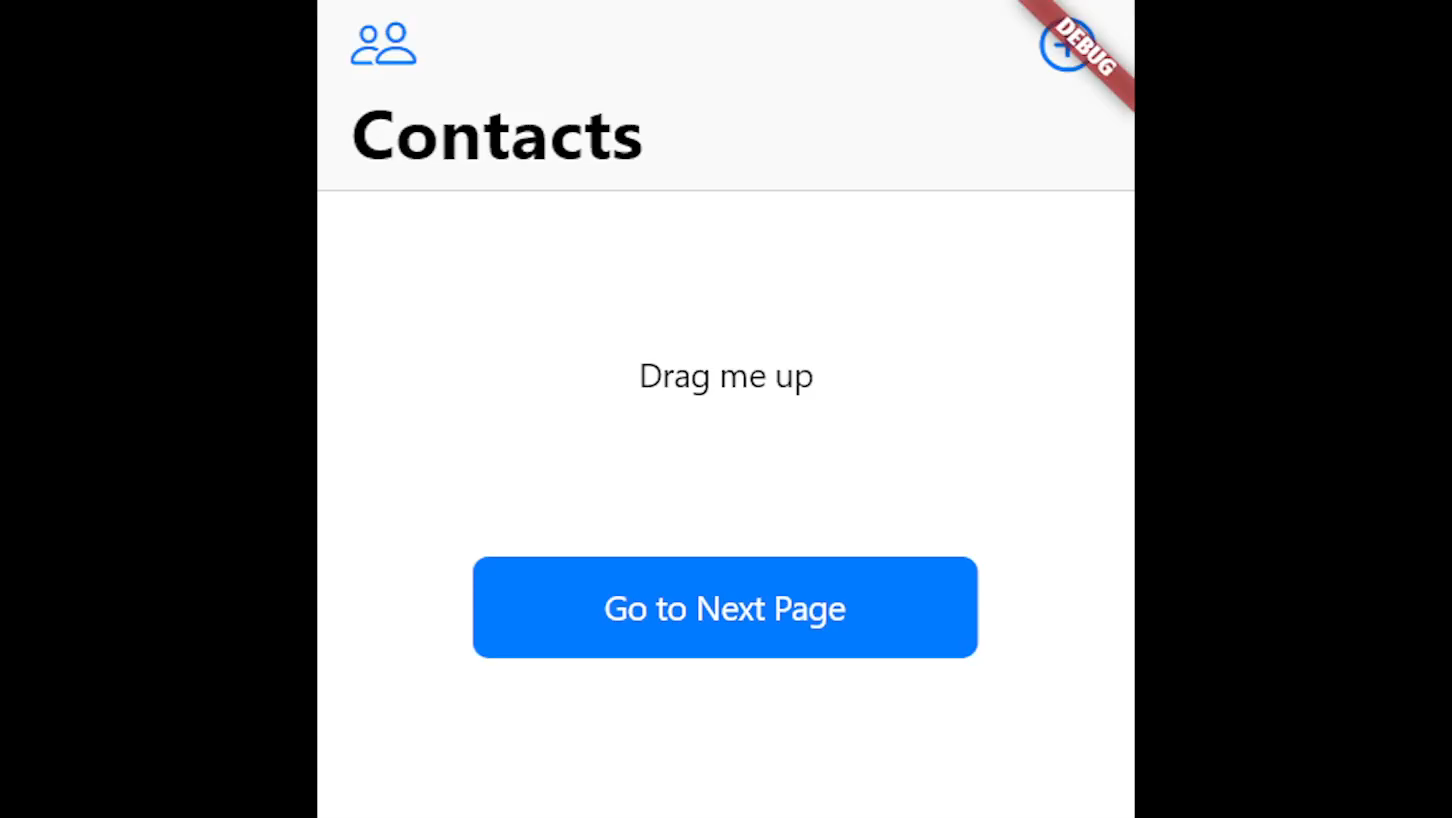 DEBUG
Contacts
Drag me up
Go to Next Page